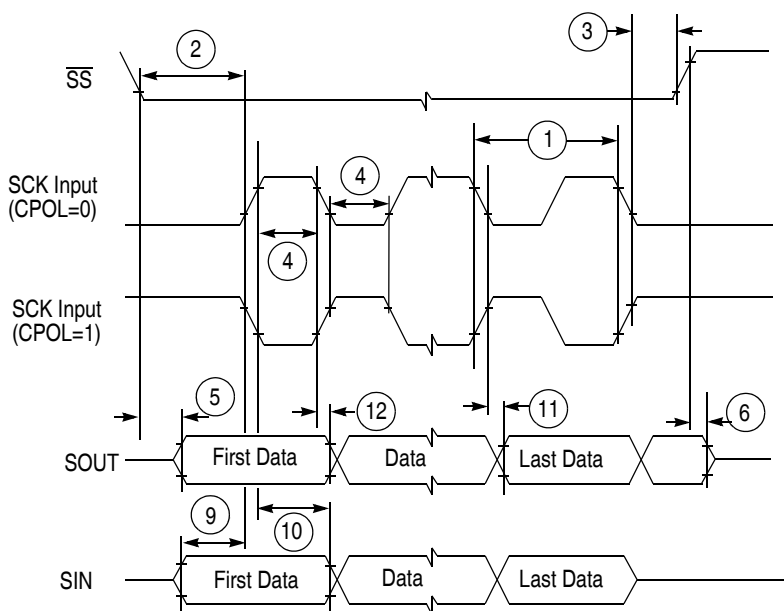 3
2
SS
1
SCK Input
(CPOL=0)
4
4
SCK Input
(CPOL=1)
5
12
11
6
SOUT
First Data
Data
Last Data
9
10
SIN
First Data
Data
Last Data